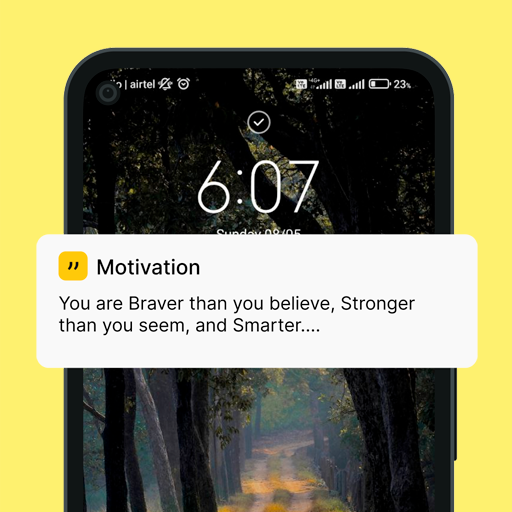 | airtel 4G+ 23%
6:07
Sunday 08/05
” Motivation
You are Braver than you believe, Stronger
than you seem, and Smarter....